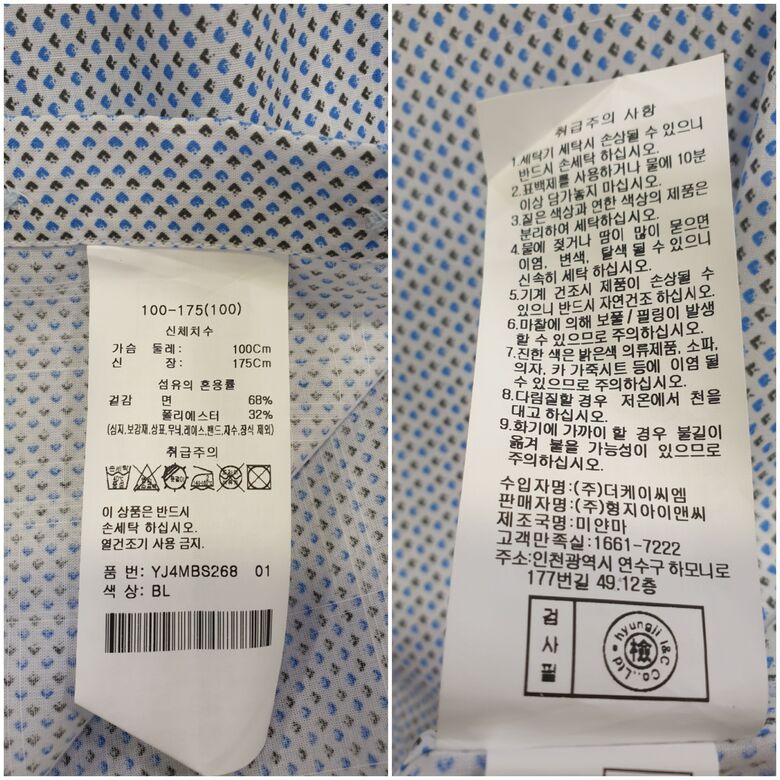 100-175(100)
신체치수
가슴 둘레: 100Cm
신 장: 175Cm
섬유의 혼용률
겉감 면 68%
폴리에스터 32%
(심지,보강재,상표,무늬,레이스,밴드,자수,장식 제외)
취급주의
이 상품은 반드시
손세탁 하십시오.
열건조기 사용 금지.
품 번: YJ4MBS268 01
색 상: BL
취급주의 사항
1.세탁기 세탁시 손상될 수 있으니
반드시 손세탁 하십시오.
2.표백제를 사용하거나 물에 10분
이상 담가놓지 마십시오.
3.짙은 색상과 연한 색상의 제품은
분리하여 세탁하십시오.
4.물에 젖거나 땀이 많이 묻으면
이염, 변색, 탈색 될 수 있으니
신속히 세탁 하십시오.
5.기계 건조시 제품이 손상될 수
있으니 반드시 자연건조 하십시오.
6.마찰에 의해 보풀/필링이 발생
할 수 있으므로 주의하십시오.
7.진한 색은 밝은색 의류제품, 소파,
의자, 카 가죽시트 등에 이염 될
수 있으므로 주의하십시오.
8.다림질할 경우 저온에서 천을
대고 하십시오.
9.화기에 가까이 할 경우 불길이
옮겨 붙을 가능성이 있으므로
주의하십시오.
수입자명:(주)더케이씨엠
판매자명:(주)형지아이앤씨
제조국명:미얀마
고객만족실:1661-7222
주소:인천광역시 연수구 하모니로
177번길 49.12층
검사필
hyungji I&C Co., Ltd
檢